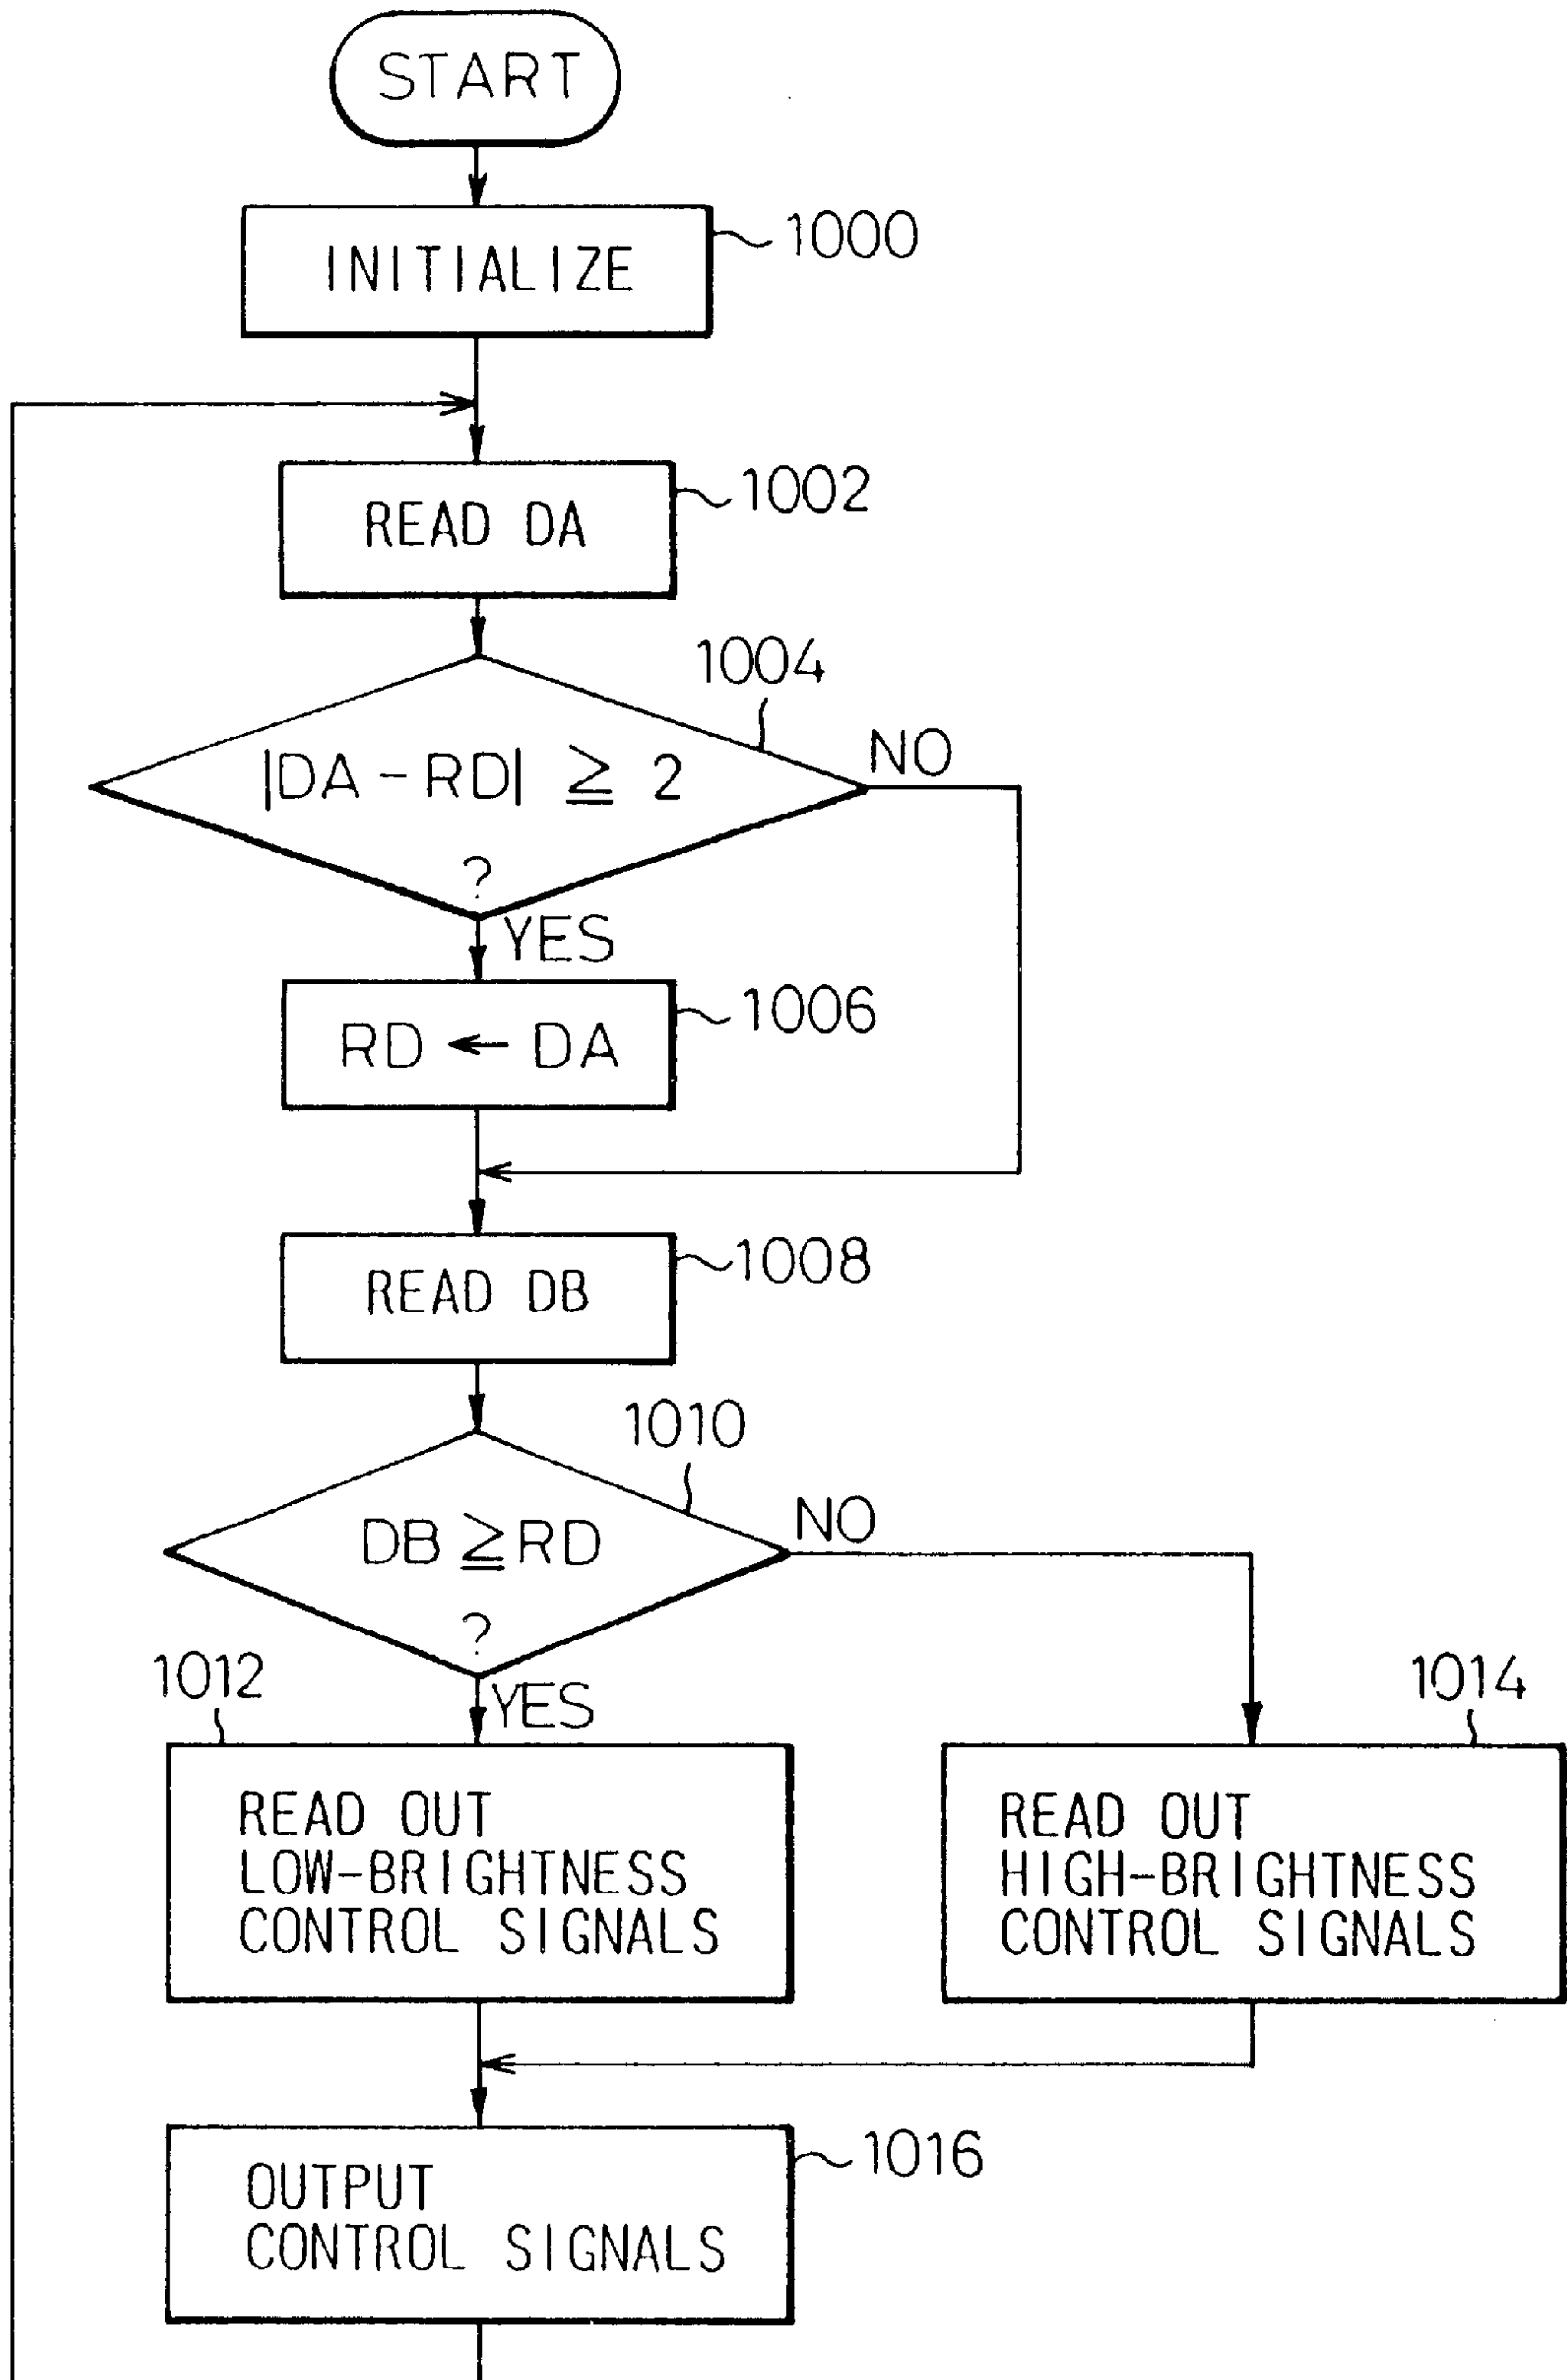 START
INITIALIZE
1000
READ DA
1002
1004
|DA-RD| ≧ 2
?
NO
YES
RD ← DA
1006
READ DB
1008
1010
DB≧RD
?
NO
YES
1012
READ OUT
LOW-BRIGHTNESS
CONTROL SIGNALS
1014
READ OUT
HIGH-BRIGHTNESS
CONTROL SIGNALS
OUTPUT
CONTROL SIGNALS
1016